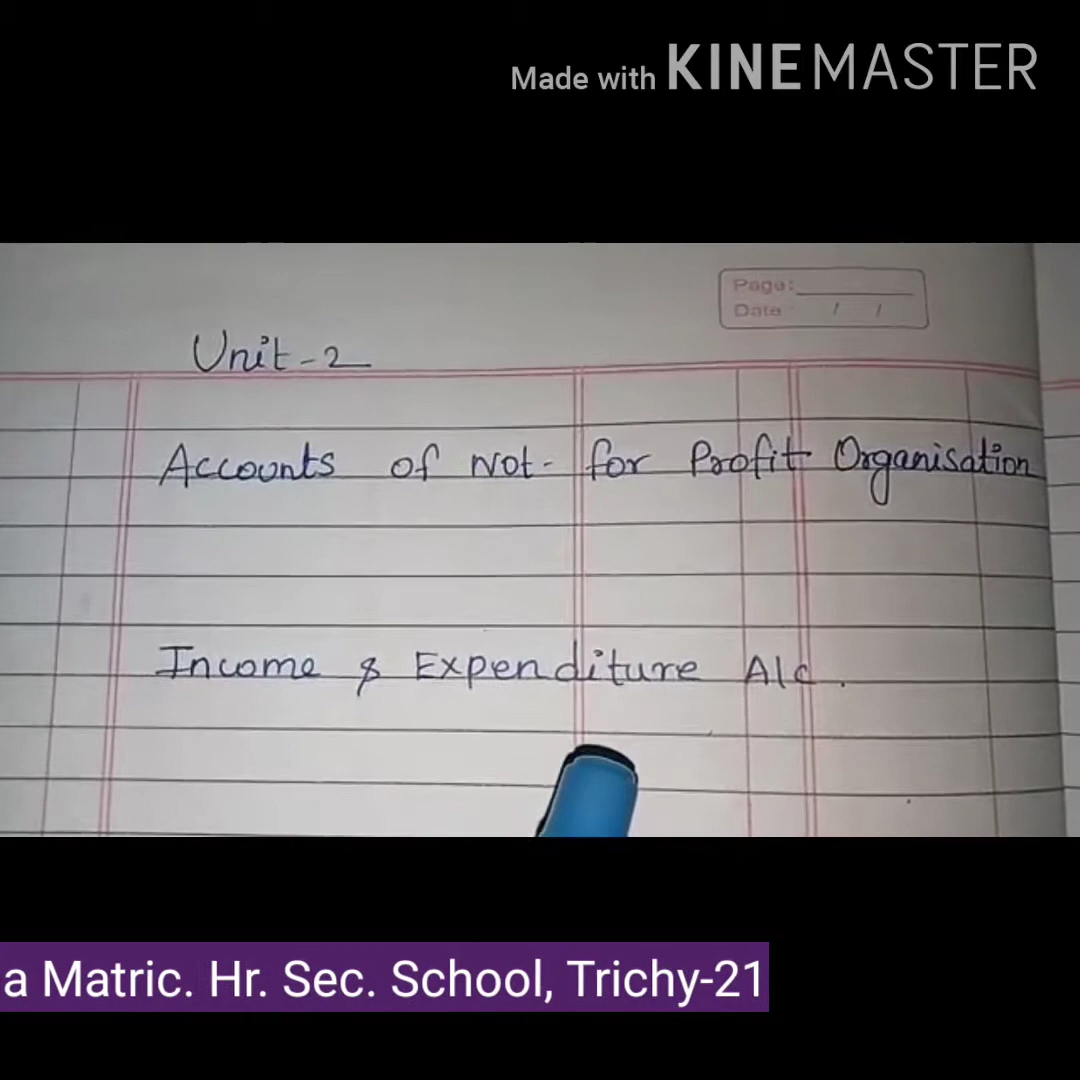 Made with KINEMASTER
Page:
Date / /
Unit - 2
Accounts of Not- for Profit Organisation
Income & Expenditure A/c.
a Matric. Hr. Sec. School, Trichy-21